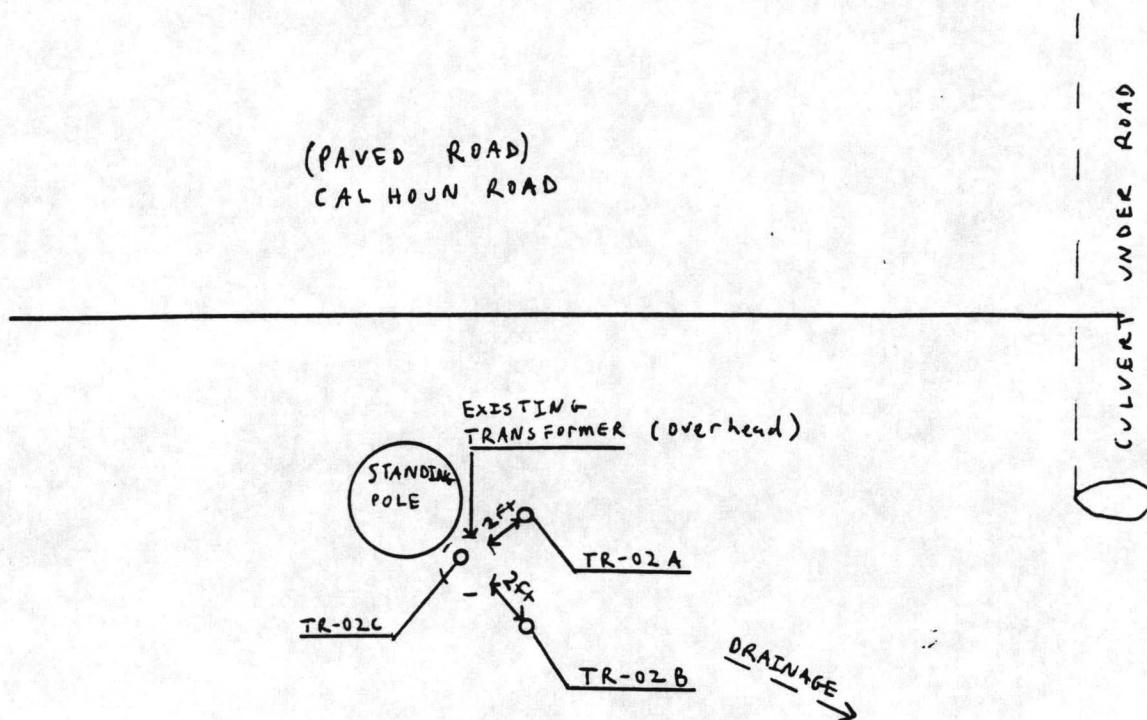 (PAVED ROAD)
CALHOUN ROAD
CULVERT UNDER ROAD
EXISTING
TRANSFORMER (overhead)
STANDING
POLE
2ft
TR-02A
2ft
TR-02C
TR-02B
DRAINAGE